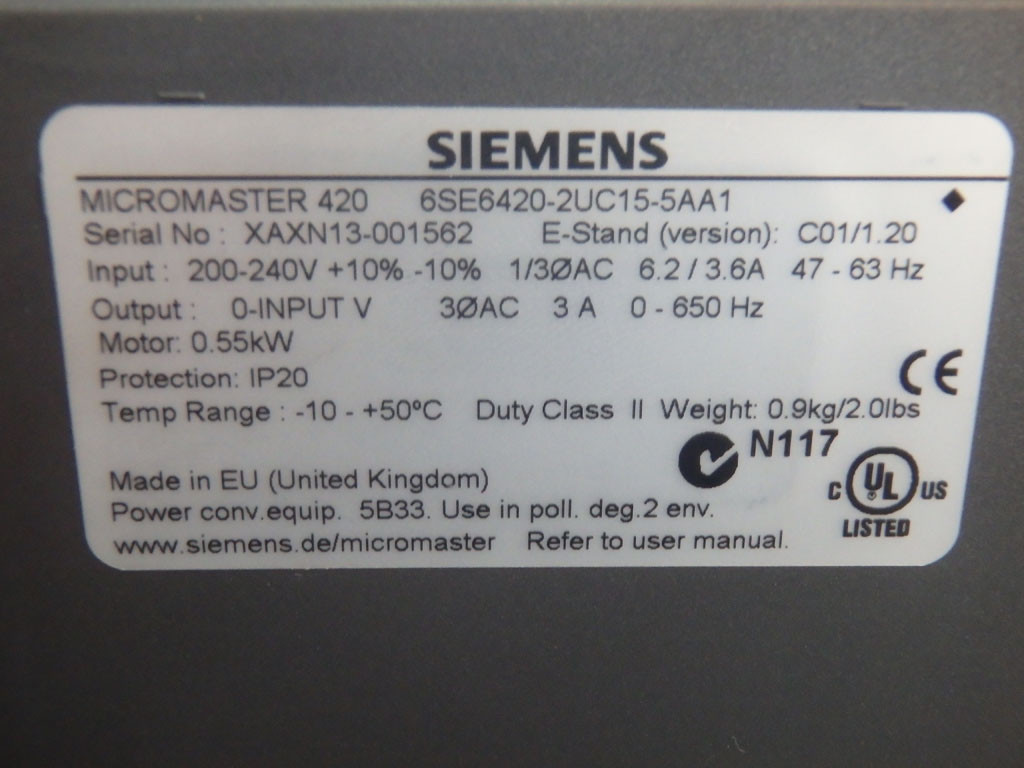 SIEMENS
MICROMASTER 420 6SE6420-2UC15-5AA1
Serial No : XAXN13-001562 E-Stand (version): C01/1.20
Input : 200-240V +10% -10% 1/3ØAC 6.2 / 3.6A 47 - 63 Hz
Output : 0-INPUT V 3ØAC 3 A 0 - 650 Hz
Motor: 0.55kW
Protection: IP20
CE
Temp Range : -10 - +50ºC Duty Class II Weight: 0.9kg/2.0lbs
N117
Made in EU (United Kingdom)
C UL US
Power conv.equip. 5B33. Use in poll. deg.2 env.
LISTED
www.siemens.de/micromaster Refer to user manual.